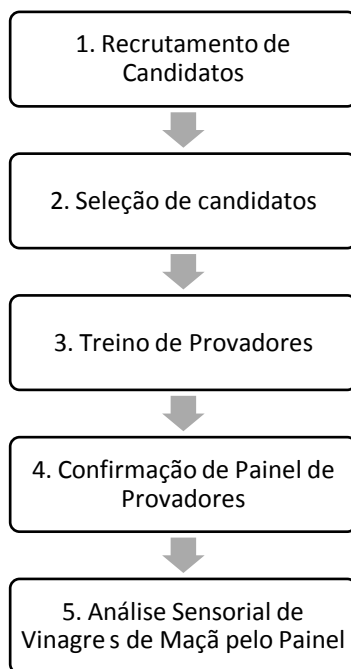 1. Recrutamento de
Candidatos
2. Seleção de candidatos
3. Treino de Provadores
4. Confirmação de Painel de
Provadores
5. Análise Sensorial de
Vinagre s de Maçã pelo Painel